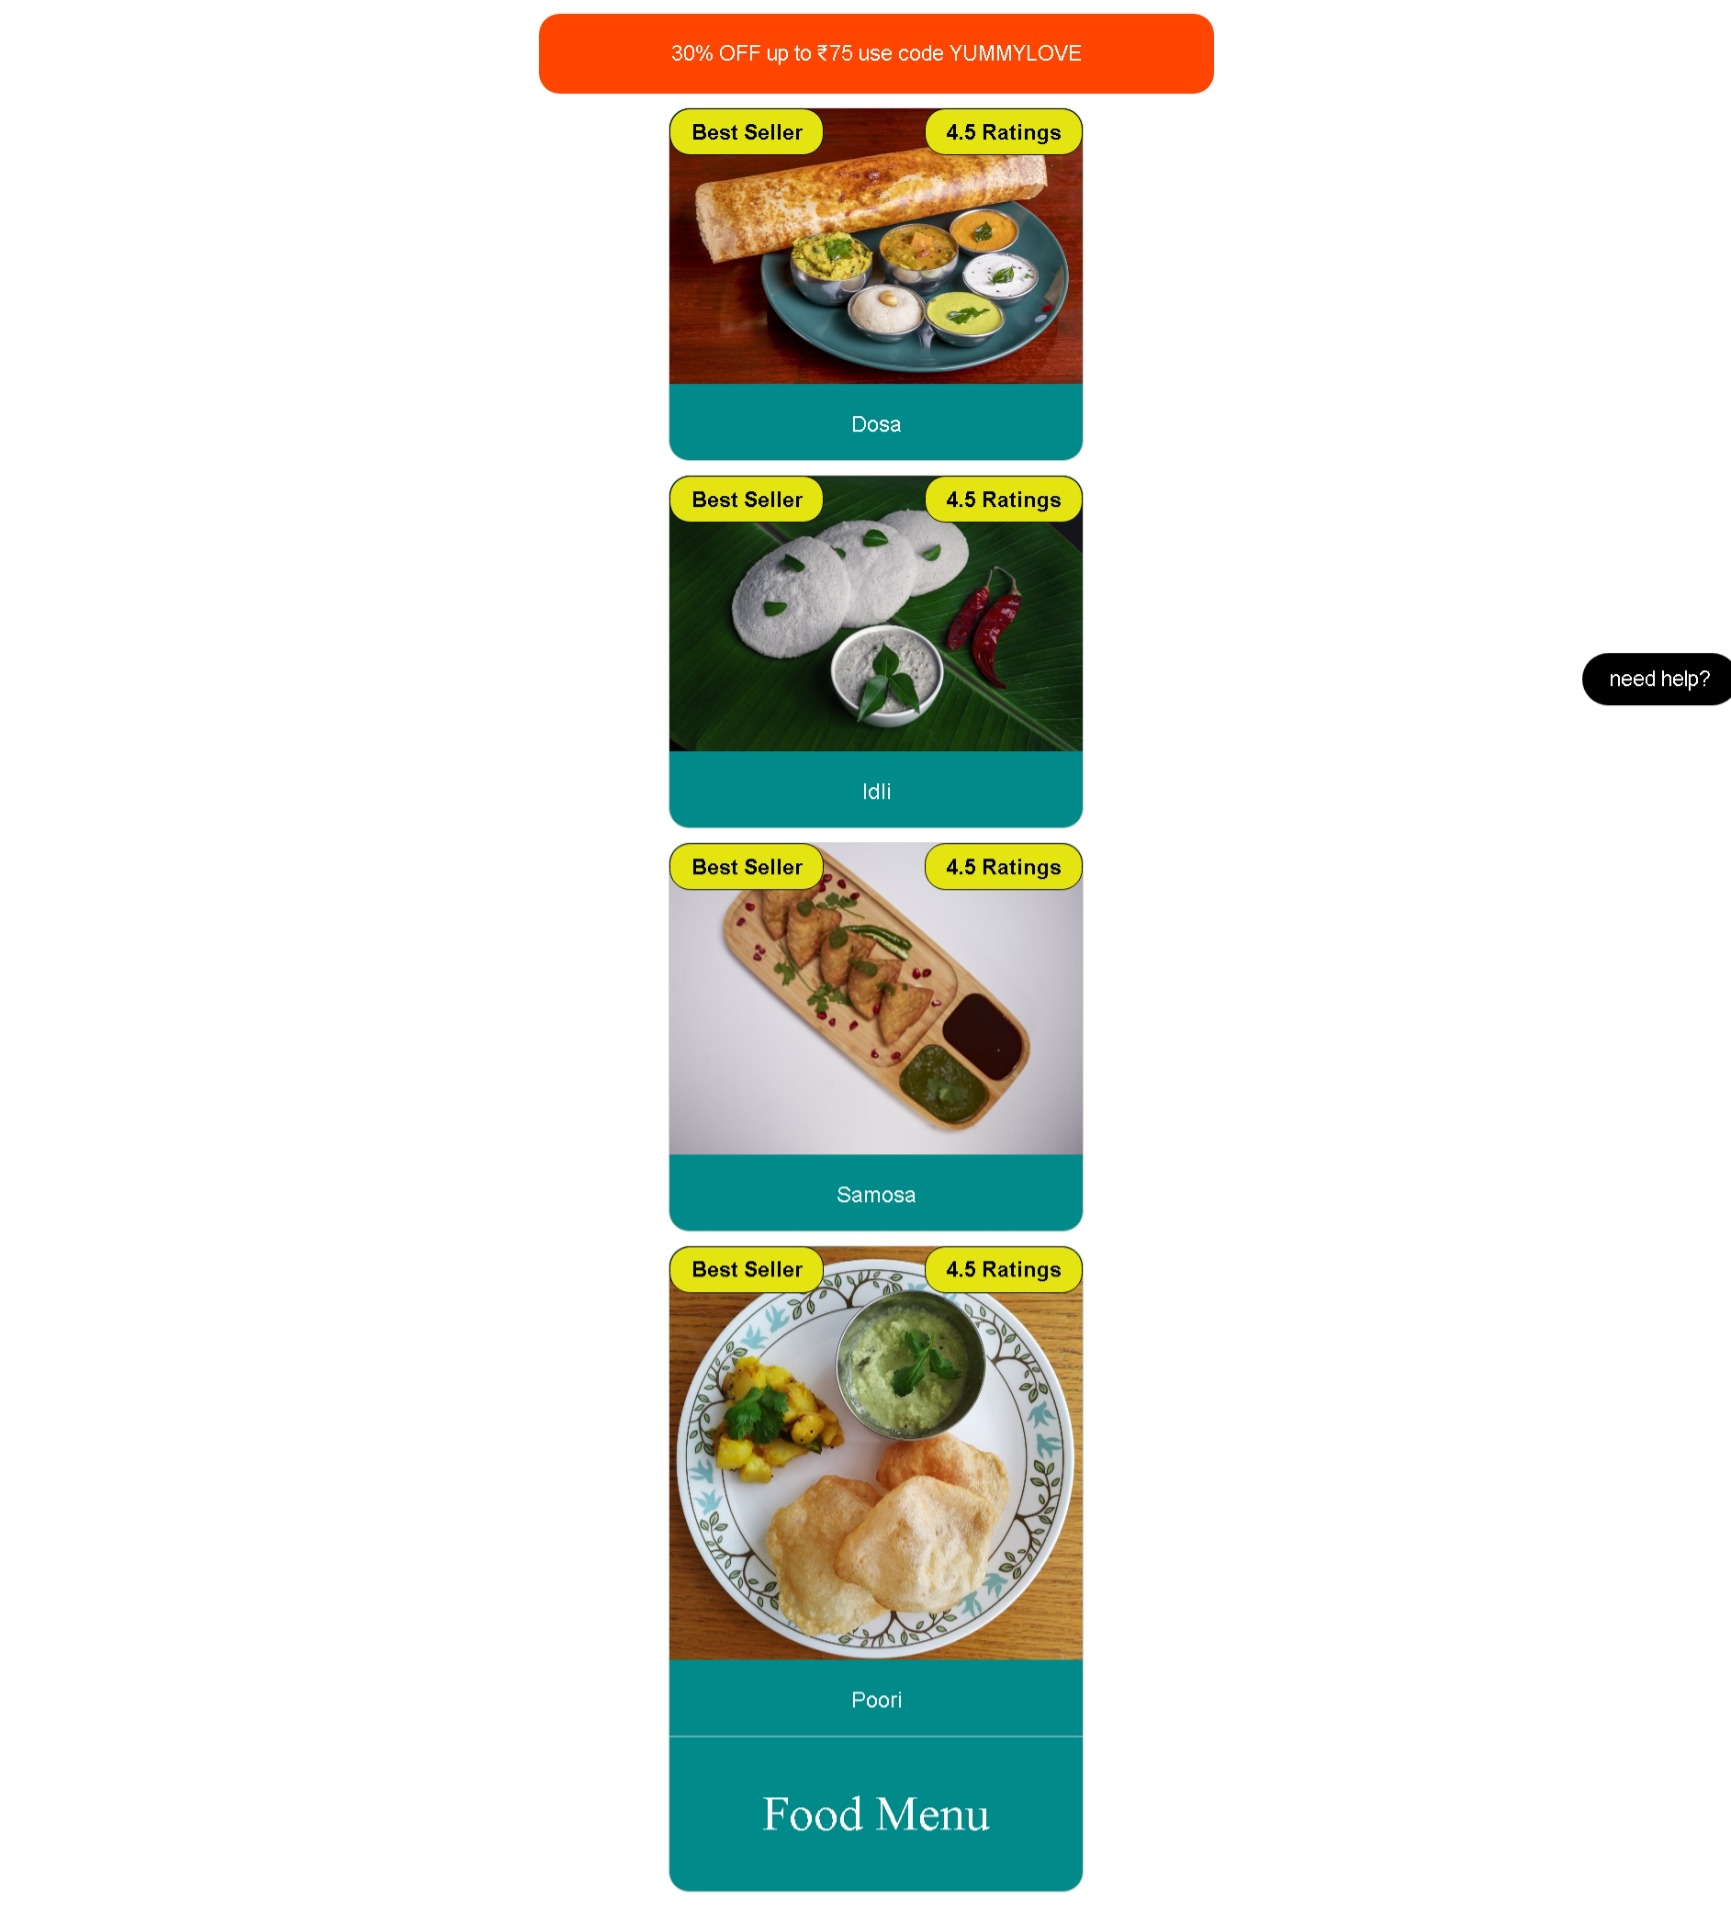 30% OFF up to ₹75 use code YUMMYLOVE
Best Seller
4.5 Ratings
Dosa
Best Seller
4.5 Ratings
Idli
need help?
Best Seller
4.5 Ratings
Samosa
Best Seller
4.5 Ratings
Poori
Food Menu